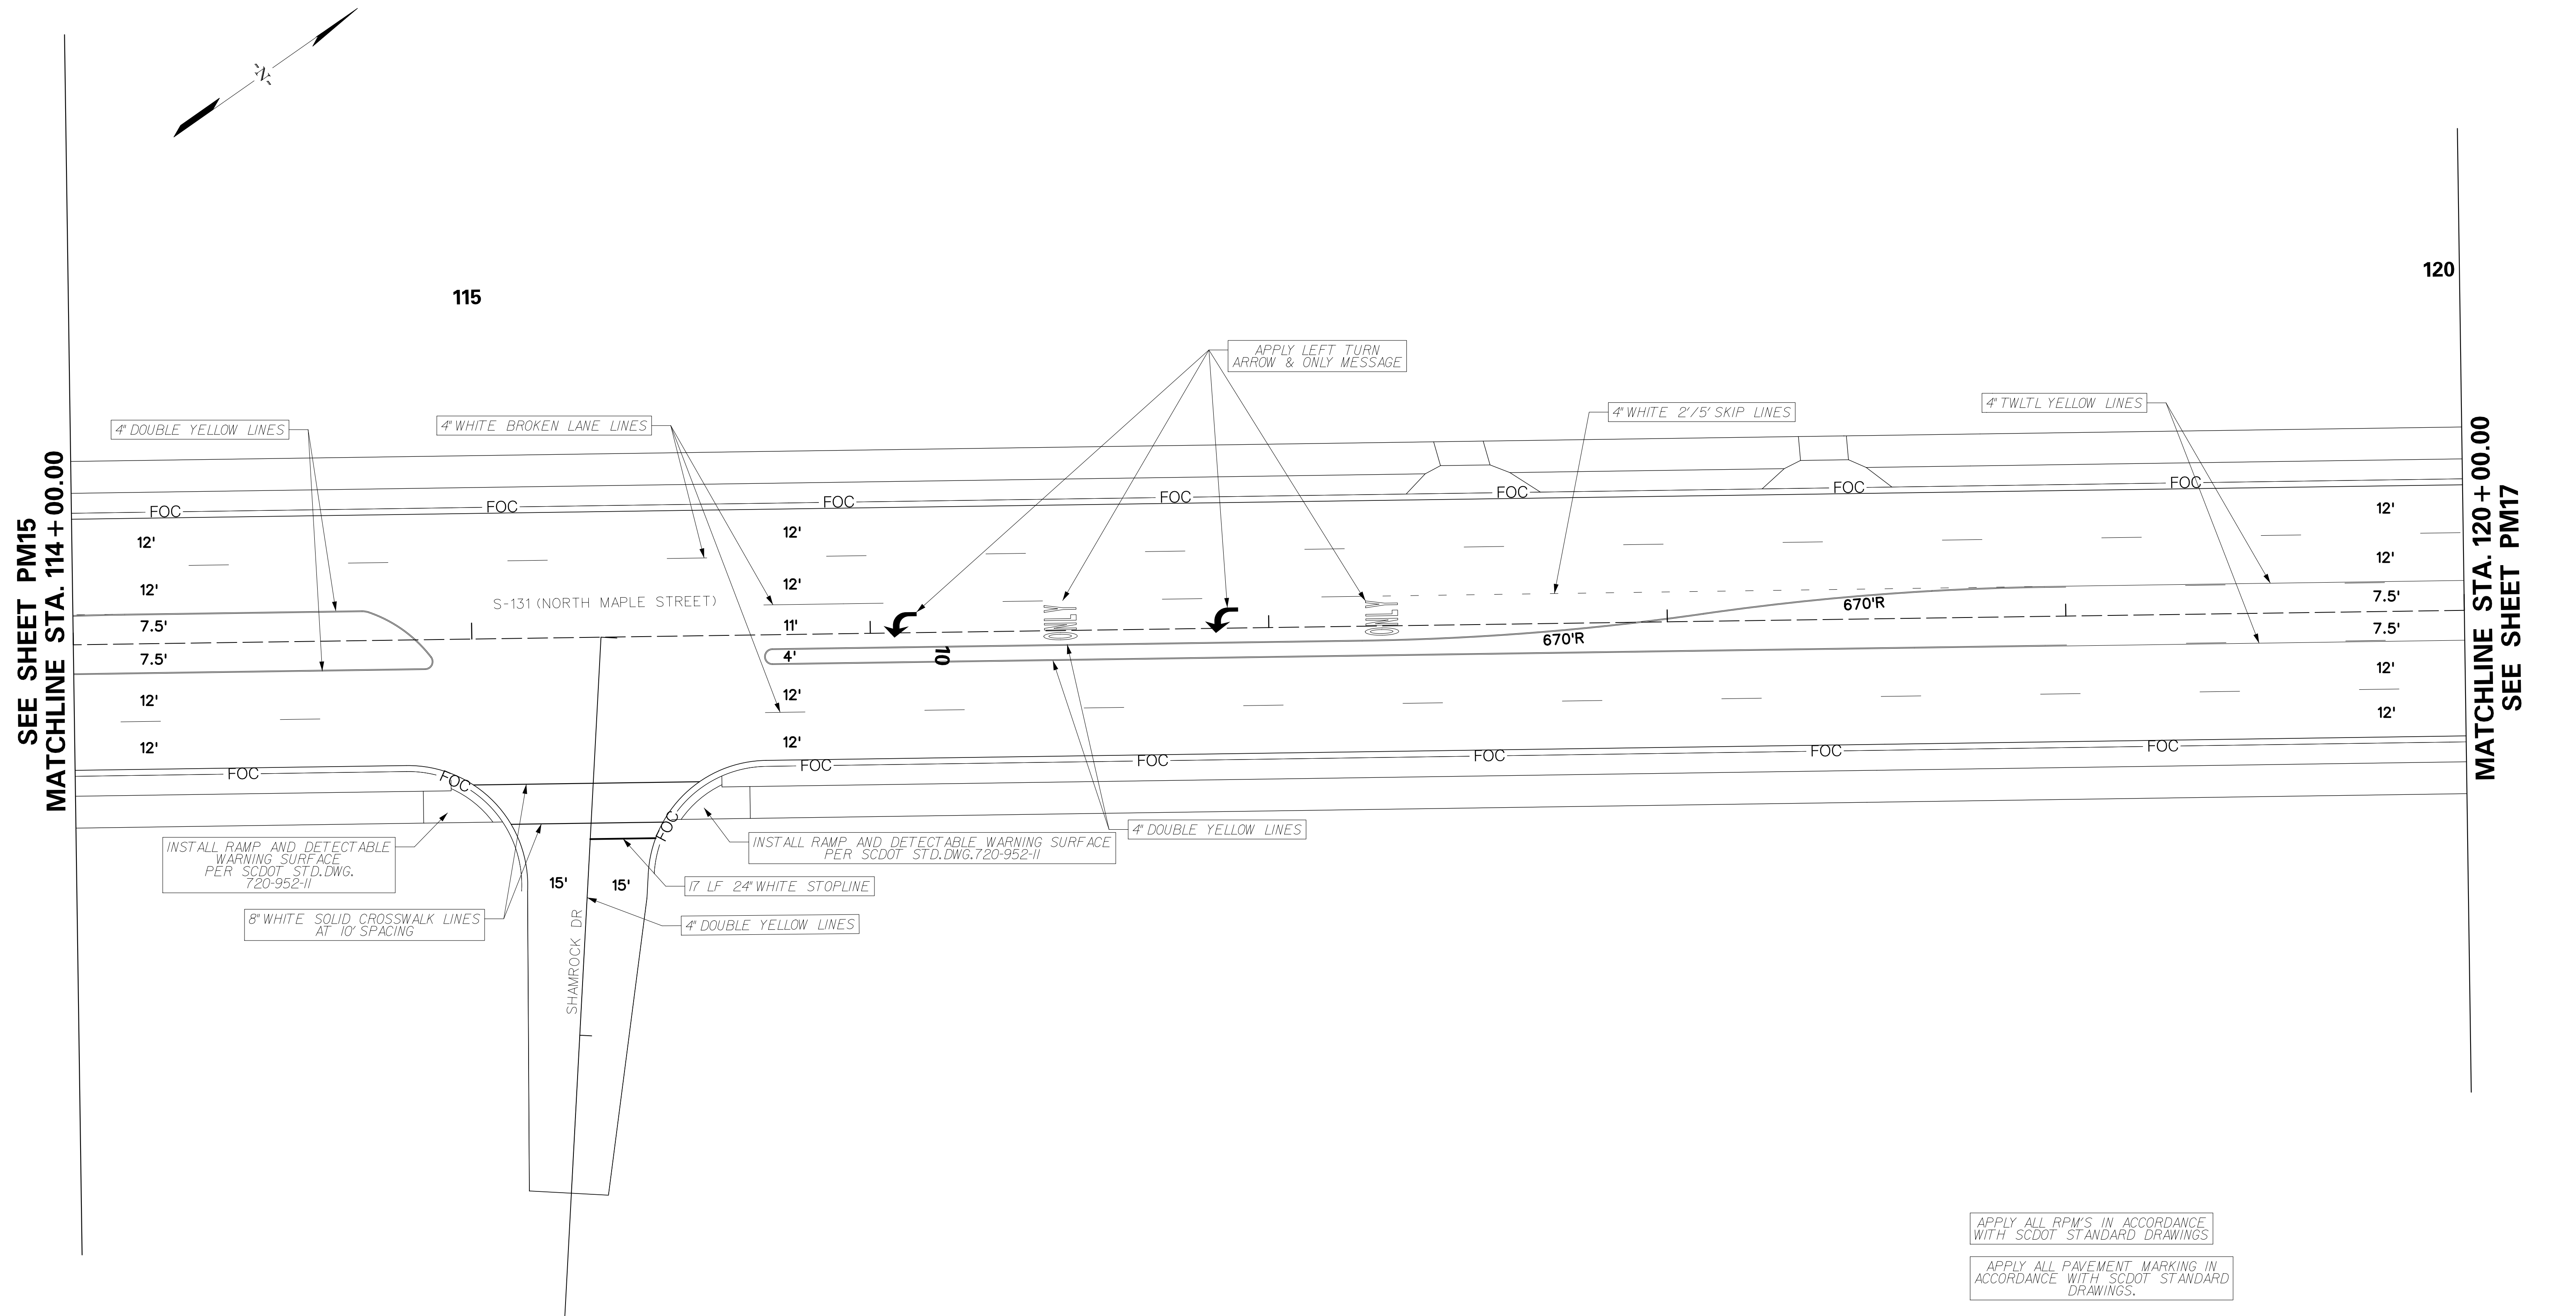 -N-
115
120
APPLY LEFT TURN
ARROW & ONLY MESSAGE
4" DOUBLE YELLOW LINES
4" WHITE BROKEN LANE LINES
4" WHITE 2'/5' SKIP LINES
4" TWLTL YELLOW LINES
SEE SHEET PM15
MATCHLINE STA. 114+00.00
MATCHLINE STA. 120+00.00
SEE SHEET PM17
FOC
FOC
FOC
FOC
FOC
FOC
FOC
12'
12'
7.5'
7.5'
12'
12'
S-131 (NORTH MAPLE STREET)
12'
12'
11'
4'
12'
12'
10
ONLY
ONLY
670'R
670'R
12'
12'
7.5'
7.5'
12'
12'
FOC
FOC
FOC
FOC
FOC
FOC
FOC
FOC
INSTALL RAMP AND DETECTABLE
WARNING SURFACE
PER SCDOT STD.DWG.
720-952-11
INSTALL RAMP AND DETECTABLE WARNING SURFACE
PER SCDOT STD.DWG.720-952-11
4" DOUBLE YELLOW LINES
15'
15'
17 LF 24" WHITE STOPLINE
8" WHITE SOLID CROSSWALK LINES
AT 10' SPACING
4" DOUBLE YELLOW LINES
SHAMROCK DR
APPLY ALL RPM'S IN ACCORDANCE
WITH SCDOT STANDARD DRAWINGS
APPLY ALL PAVEMENT MARKING IN
ACCORDANCE WITH SCDOT STANDARD
DRAWINGS.